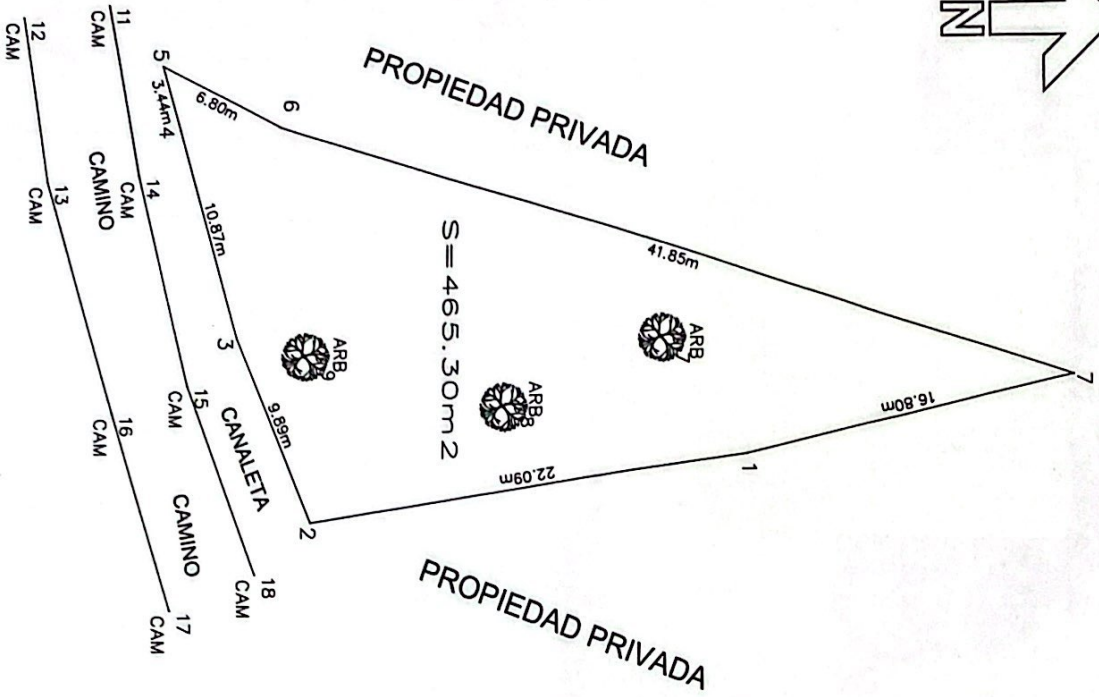 N
PROPIEDAD PRIVADA
11
CAM
12
CAM
5
3.44m
4
6.80m
6
7
41.85m
16.80m
ARB
7
S=465.30m2
ARB
8
1
22.09m
ARB
9
10.87m
3
9.89m
2
14
CAM
CAMINO
13
CAM
15
CAM
CANALETA
16
CAM
CAMINO
18
CAM
17
CAM
PROPIEDAD PRIVADA